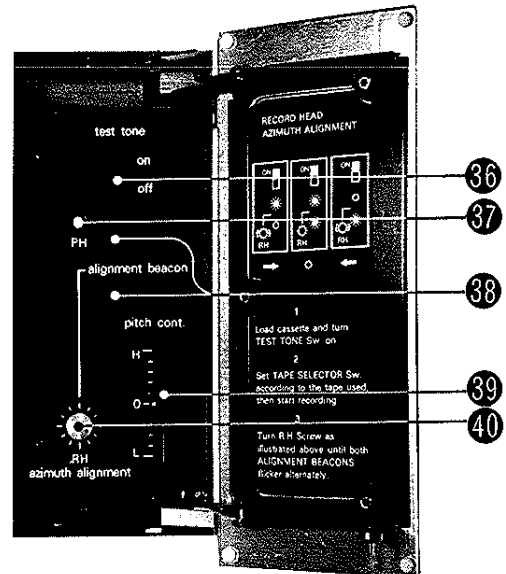 test tone
on
off
PH
alignment beacon
pitch cont.
H
O
L
RH
azimuth alignment
RECORD HEAD
AZIMUTH ALIGNMENT
ON ON ON
RH RH RH
1
Load cassette and turn
TEST TONE Sw. on
2
Set TAPE SELECTOR Sw.
according to the tape used,
then start recording
3
Turn RH Screw as
illustrated above until both
ALIGNMENT BEACONS
flicker alternately.
36
37
38
39
40